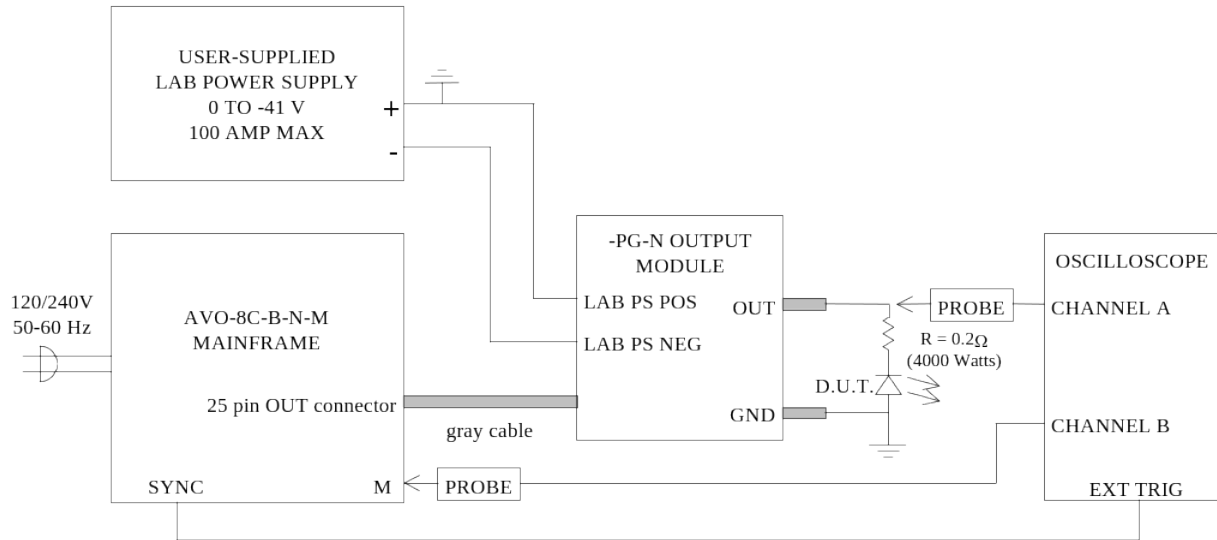 USER-SUPPLIED
LAB POWER SUPPLY
0 TO -41 V
100 AMP MAX
+
-
120/240V
50-60 Hz
AVO-8C-B-N-M
MAINFRAME
25 pin OUT connector
SYNC
M
gray cable
PROBE
-PG-N OUTPUT
MODULE
LAB PS POS
LAB PS NEG
OUT
GND
PROBE
R = 0.2Ω
(4000 Watts)
D.U.T.
OSCILLOSCOPE
CHANNEL A
CHANNEL B
EXT TRIG